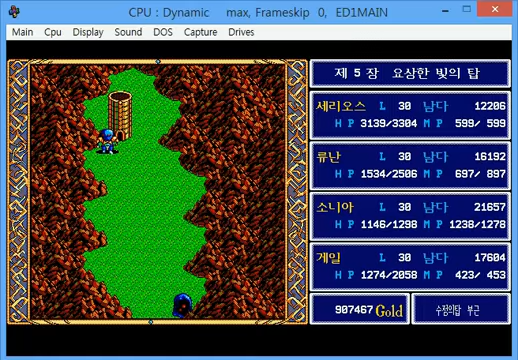 CPU : Dynamic max, Frameskip 0, ED1MAIN
Main Cpu Display Sound DOS Capture Drives
제 5 장 요상한 빛의 탑
세리오스 L 30 남다 12206
H P 3139/3304 M P 599/ 599
류난 L 30 남다 16192
H P 1534/2506 M P 697/ 897
소니아 L 30 남다 21657
H P 1146/1298 M P 1238/1278
게일 L 30 남다 17604
H P 1274/2058 M P 423/ 453
907467 Gold
수정의탑 부근